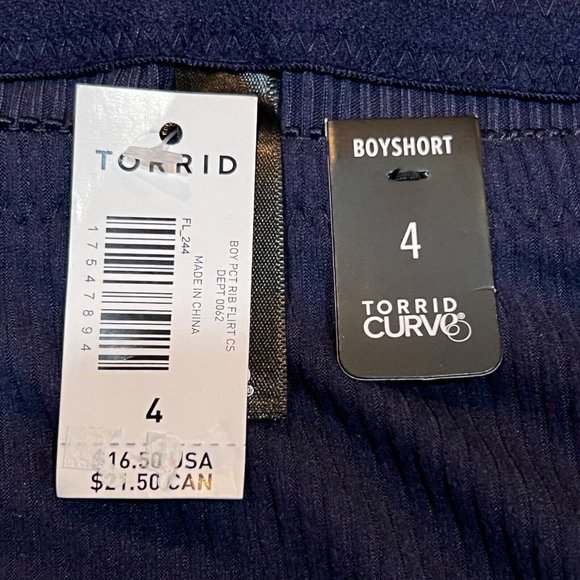 TORRID
17547894
FL_244
BOY PCT RIB FLIRT CS
DEPT 0062
MADE IN CHINA
4
$16.50 USA
$21.50 CAN
BOYSHORT
4
TORRID
CURVE
®